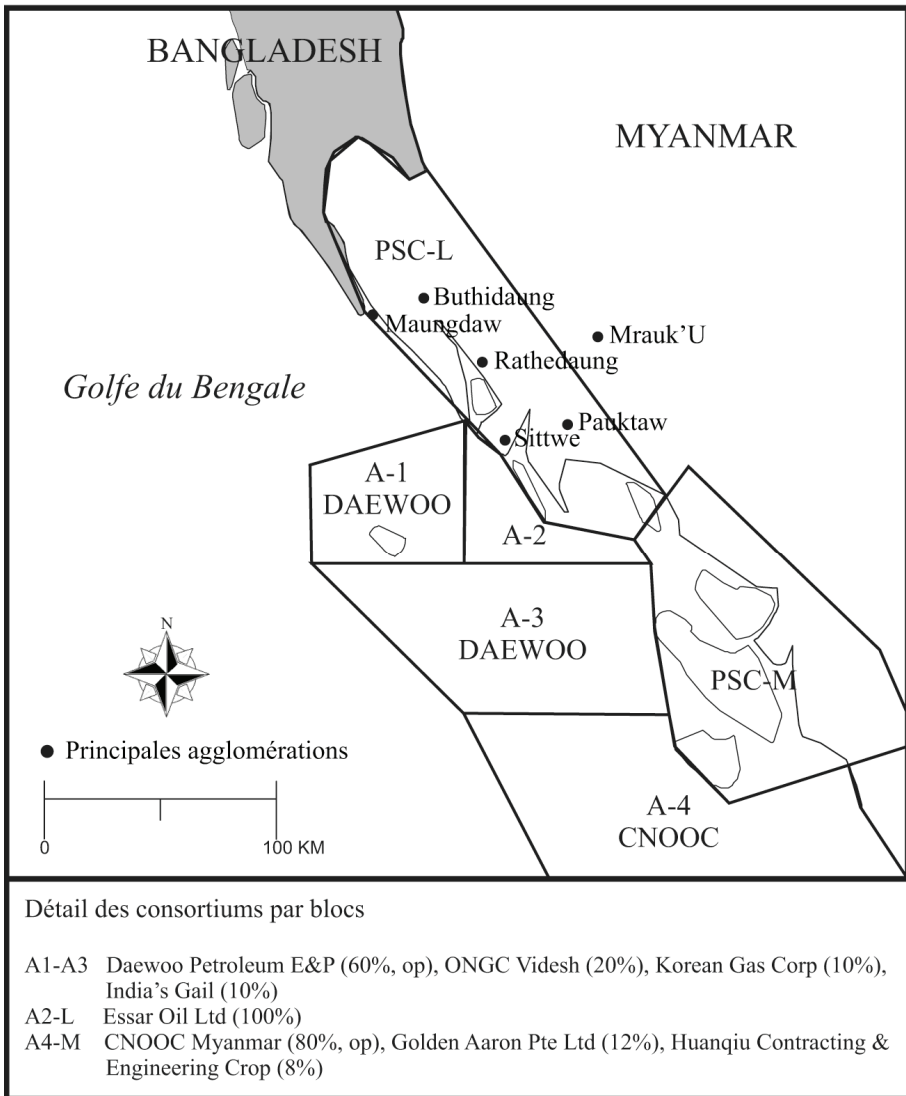 BANGLADESH
MYANMAR
PSC-L
Buthidaung
Maungdaw
Mrauk’U
Rathedaung
Golfe du Bengale
Pauktaw
Sittwe
A-1
DAEWOO
A-2
A-3
DAEWOO
N
PSC-M
Principales agglomérations
A-4
CNOOC
0 100 KM
Détail des consortiums par blocs
A1-A3 Daewoo Petroleum E&P (60%, op), ONGC Videsh (20%), Korean Gas Corp (10%),
India’s Gail (10%)
A2-L Essar Oil Ltd (100%)
A4-M CNOOC Myanmar (80%, op), Golden Aaron Pte Ltd (12%), Huanqiu Contracting &
Engineering Crop (8%)